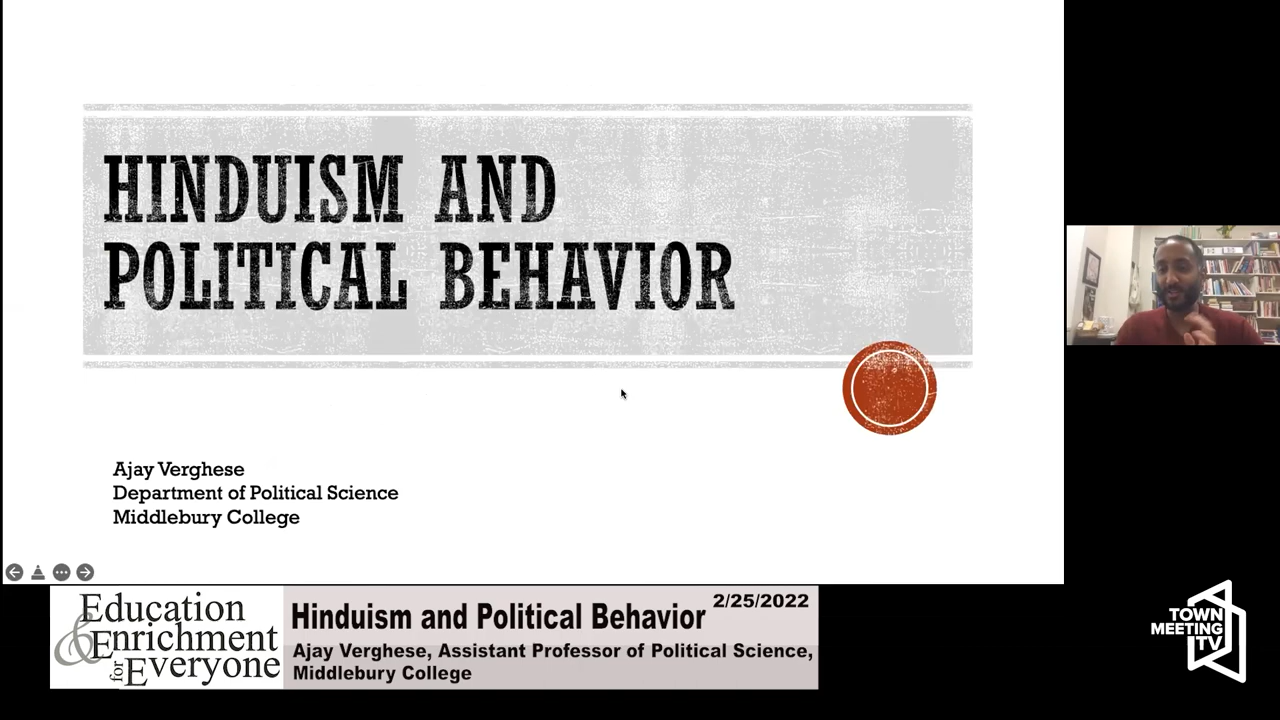 HINDUISM AND
POLITICAL BEHAVIOR
Ajay Verghese
Department of Political Science
Middlebury College
Education
& Enrichment
for Everyone
Hinduism and Political Behavior
2/25/2022
Ajay Verghese, Assistant Professor of Political Science,
Middlebury College
TOWN
MEETING
TV